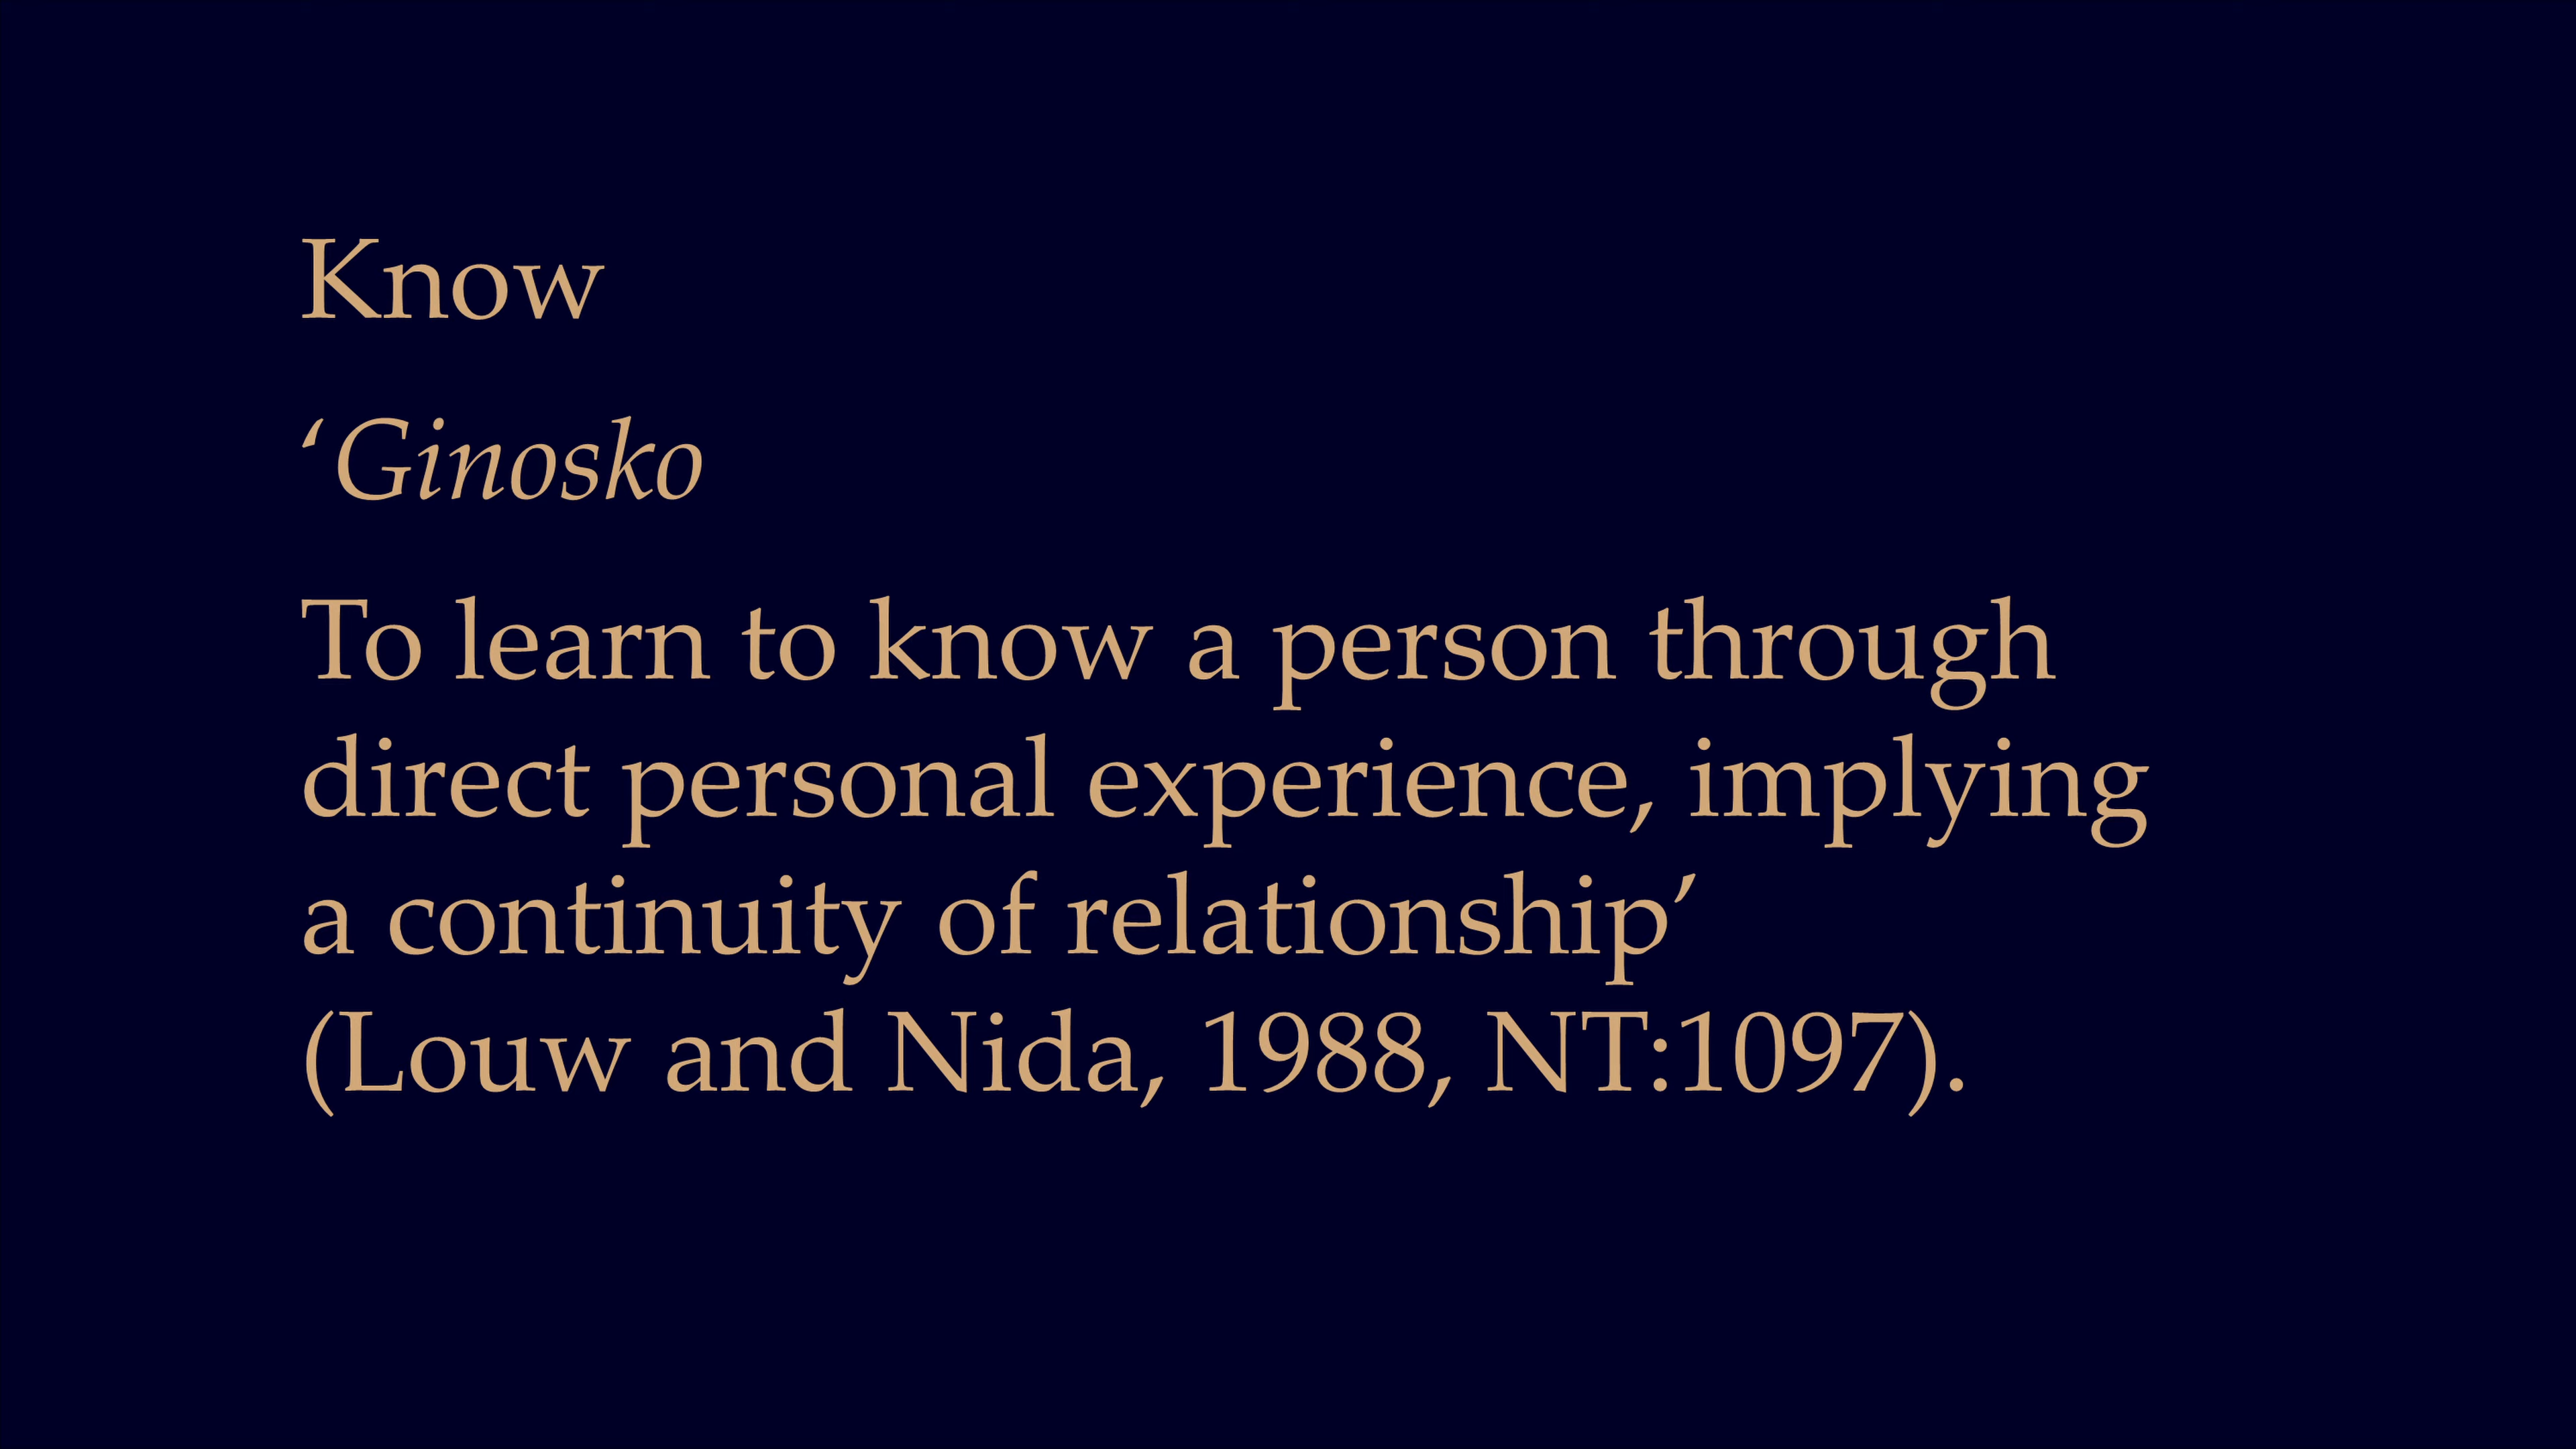 Know
‘Ginosko
To learn to know a person through
direct personal experience, implying
a continuity of relationship’
(Louw and Nida, 1988, NT:1097).